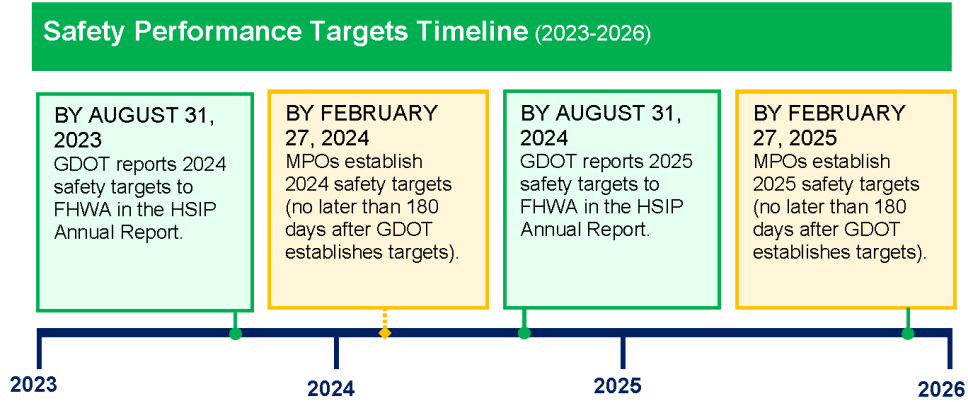 Safety Performance Targets Timeline (2023-2026)
BY AUGUST 31,
2023
GDOT reports 2024
safety targets to
FHWA in the HSIP
Annual Report.
BY FEBRUARY
27, 2024
MPOs establish
2024 safety targets
(no later than 180
days after GDOT
establishes targets).
BY AUGUST 31,
2024
GDOT reports 2025
safety targets to
FHWA in the HSIP
Annual Report.
BY FEBRUARY
27, 2025
MPOs establish
2025 safety targets
(no later than 180
days after GDOT
establishes targets).
2023
2024
2025
2026